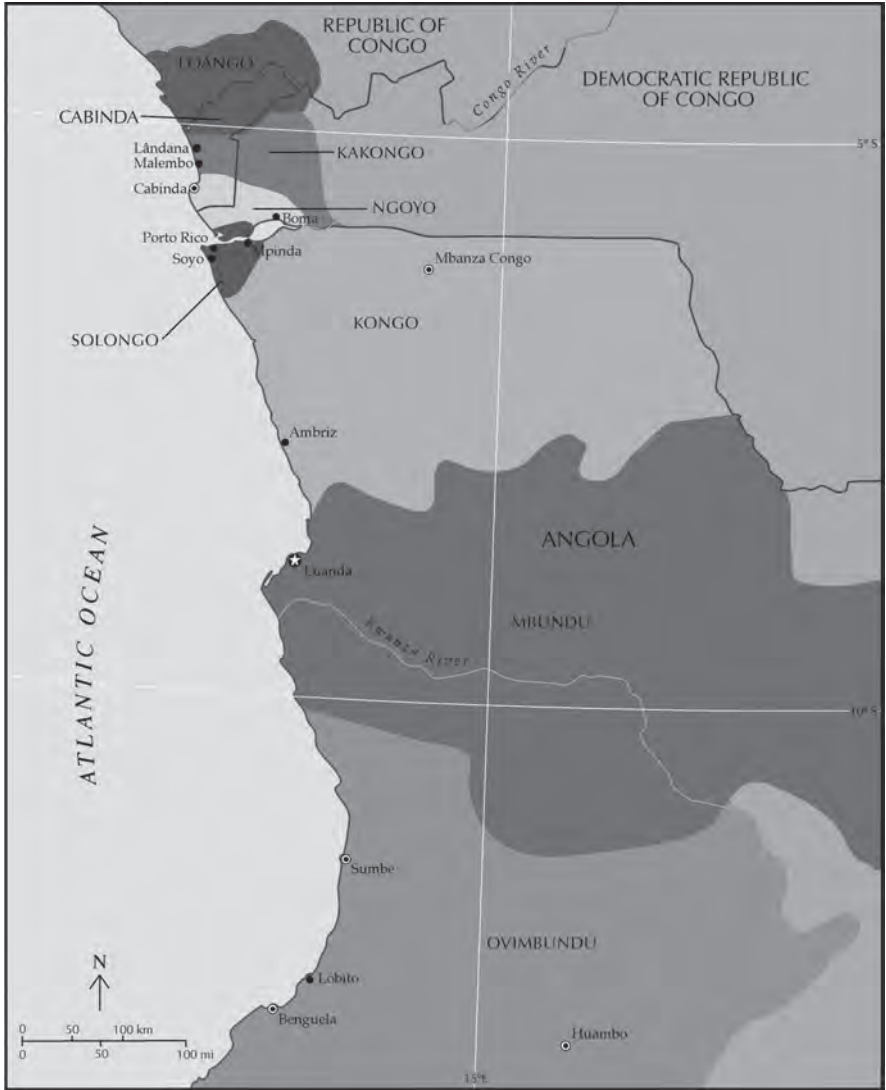 REPUBLIC OF
CONGO
LOANGO
Congo River
DEMOCRATIC REPUBLIC
OF CONGO
CABINDA
5°S
Lândana
KAKONGO
Malembo
Cabinda
NGOYO
Boma
Porto Rico
Mpinda
Soyo
Mbanza Congo
KONGO
SOLONGO
Ambriz
ANGOLA
Luanda
MBUNDU
Kwanza River
ATLANTIC OCEAN
10°S
Sumbe
OVIMBUNDU
N
Lobito
Benguela
Huambo
0 50 100 km
0 50 100 mi
15°E